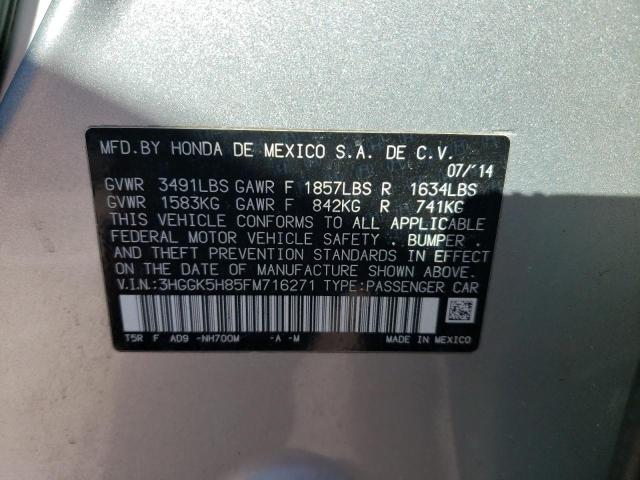 MFD.BY HONDA DE MEXICO S.A. DE C.V.
07/'14
GVWR 3491LBS GAWR F 1857LBS R 1634LBS
GVWR 1583KG GAWR F 842KG R 741KG
THIS VEHICLE CONFORMS TO ALL APPLICABLE
FEDERAL MOTOR VEHICLE SAFETY . BUMPER .
AND THEFT PREVENTION STANDARDS IN EFFECT
ON THE DATE OF MANUFACTURE SHOWN ABOVE.
V.I.N.:3HGGK5H85FM716271 TYPE:PASSENGER CAR
T5R F AD9 -NH700M -A -M MADE IN MEXICO